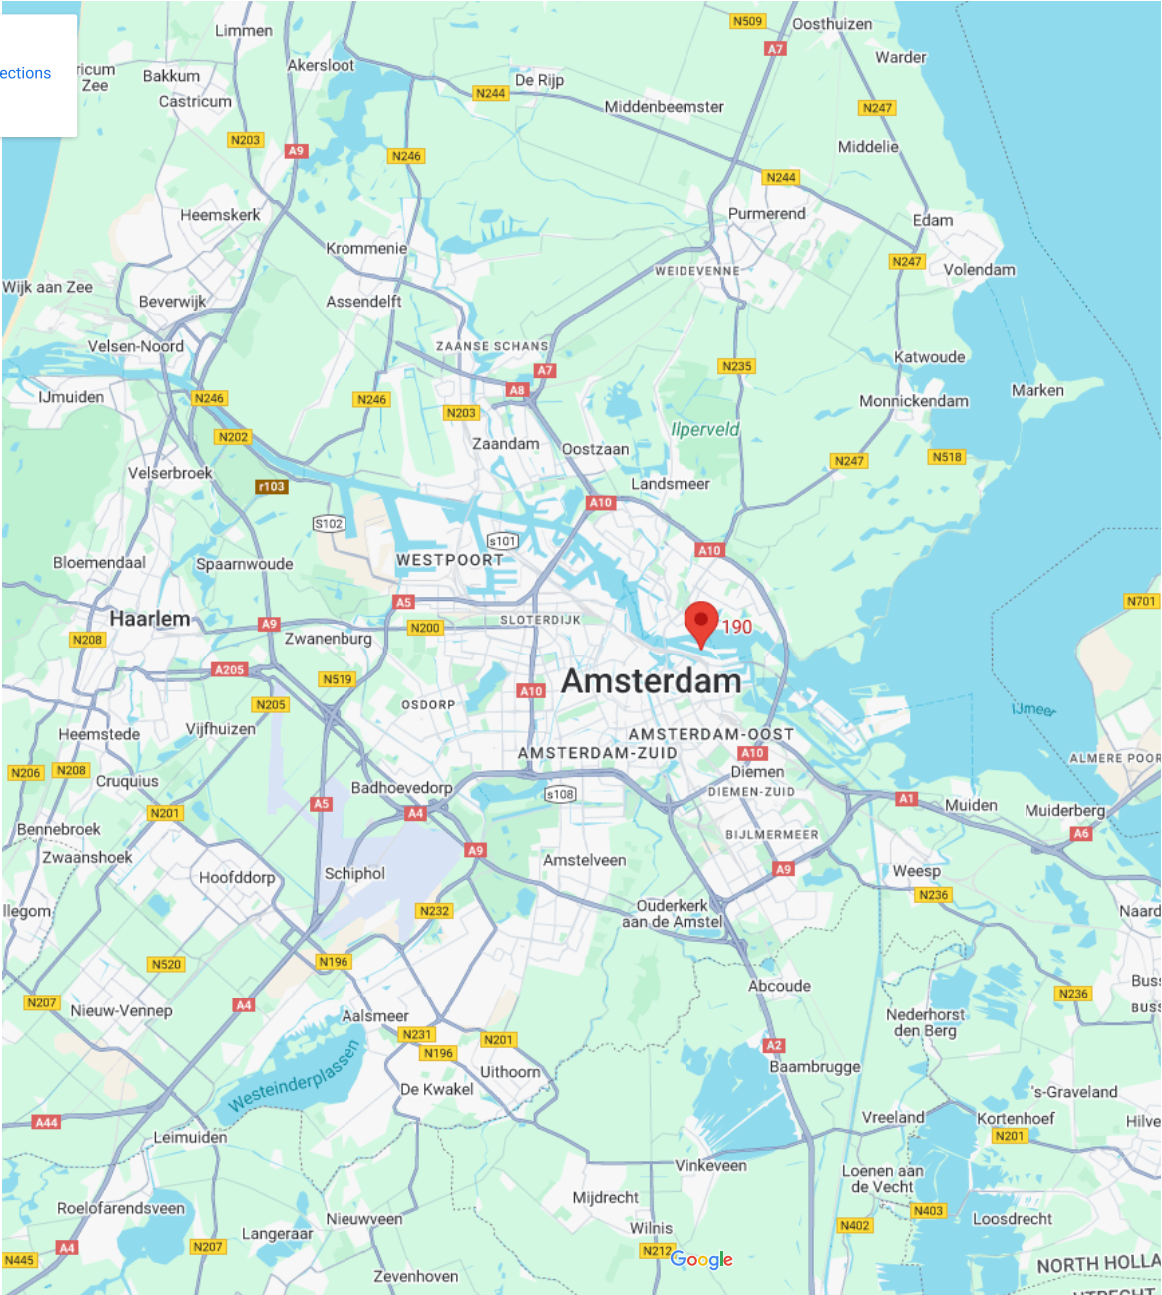 Limmen
N509
Oosthuizen
A7
Warder
ections
ricum
Zee
Bakkum
Akersloot
De Rijp
Castricum
N244
Middenbeemster
N247
N203
A9
N246
Middelie
N244
Heemskerk
Purmerend
Edam
Krommenie
WEIDEVENNE
N247
Volendam
Wijk aan Zee
Beverwijk
Assendelft
Velsen-Noord
ZAANSE SCHANS
A7
N235
Katwoude
IJmuiden
N246
N246
A8
Marken
N203
Monnickendam
N202
Ilperveld
Zaandam
Oostzaan
N247
N518
Velserbroek
r103
Landsmeer
A10
S102
s101
A10
Bloemendaal
Spaarnwoude
WESTPOORT
A5
N701
Haarlem
A9
N200
SLOTERDIJK
190
N208
Zwanenburg
A205
N519
A10
Amsterdam
N205
OSDORP
IJmeer
Heemstede
Vijfhuizen
AMSTERDAM-OOST
AMSTERDAM-ZUID
A10
ALMERE POOR
N206
N208
Cruquius
Diemen
Badhoevedorp
s108
DIEMEN-ZUID
A1
Muiden
N201
A5
A4
Muiderberg
Bennebroek
BIJLMERMEER
A6
Zwaanshoek
A9
Amstelveen
A9
Weesp
Hoofddorp
Schiphol
N236
llegom
N232
Ouderkerk
aan de Amstel
Naard
N520
N196
Abcoude
Buss
N207
A4
N236
Nieuw-Vennep
Aalsmeer
Nederhorst
den Berg
BUSS
N231
N201
A2
N196
Westeinderplassen
Uithoorn
Baambrugge
De Kwakel
's-Graveland
A44
Vreeland
Kortenhoef
Hilve
Leimuiden
N201
Vinkeveen
Loenen aan
de Vecht
Mijdrecht
Roelofarendsveen
N403
Nieuwveen
Loosdrecht
Wilnis
N402
Langeraar
A4
N207
N212
Google
N445
Zevenhoven
NORTH HOLLA
UTRECHT